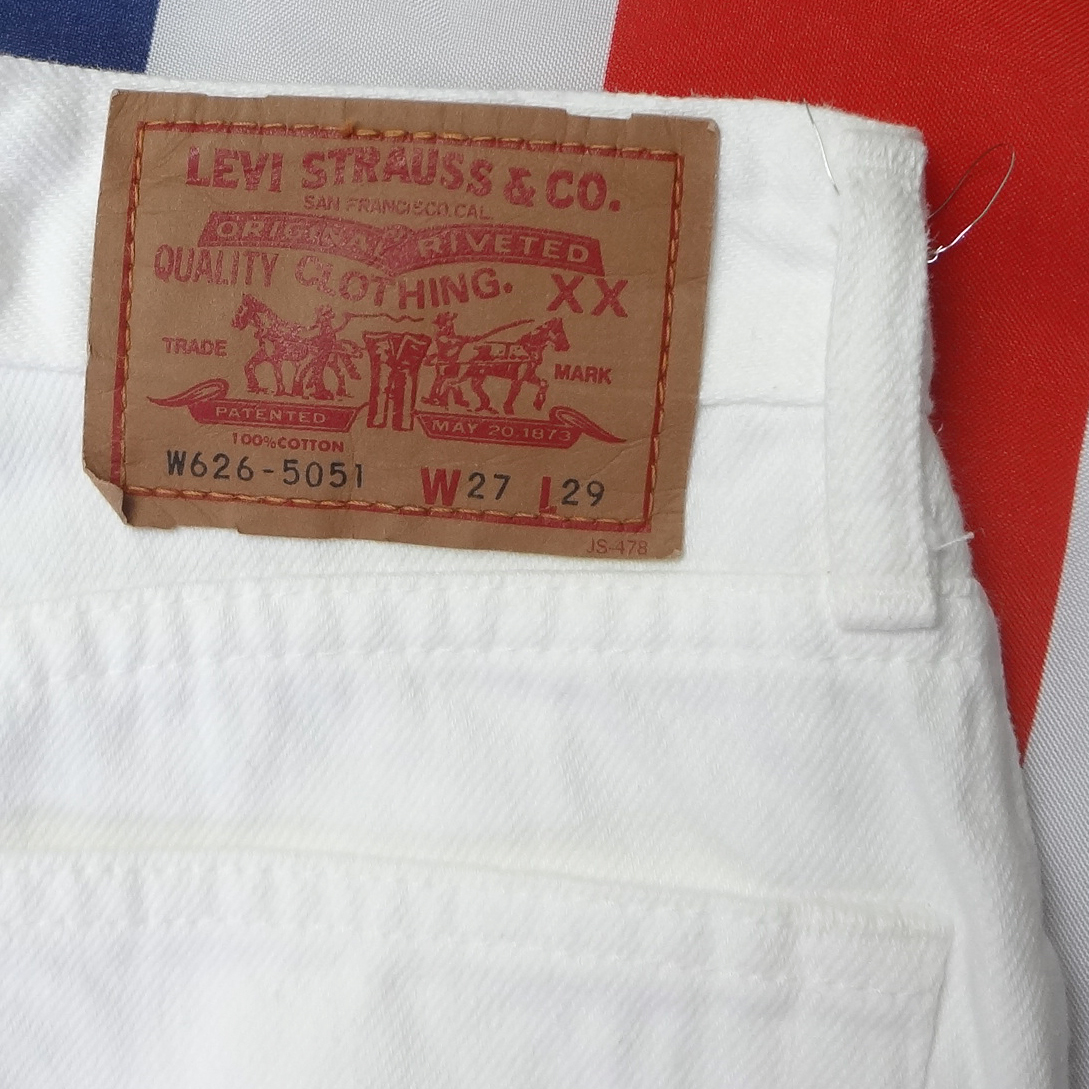 LEVI STRAUSS & CO.
SAN FRANCISCO.CAL.
ORIGINAL RIVETED
QUALITY CLOTHING. XX
TRADE MARK
PATENTED MAY 20.1873
100%COTTON
W626-5051 W27 L29
JS-478